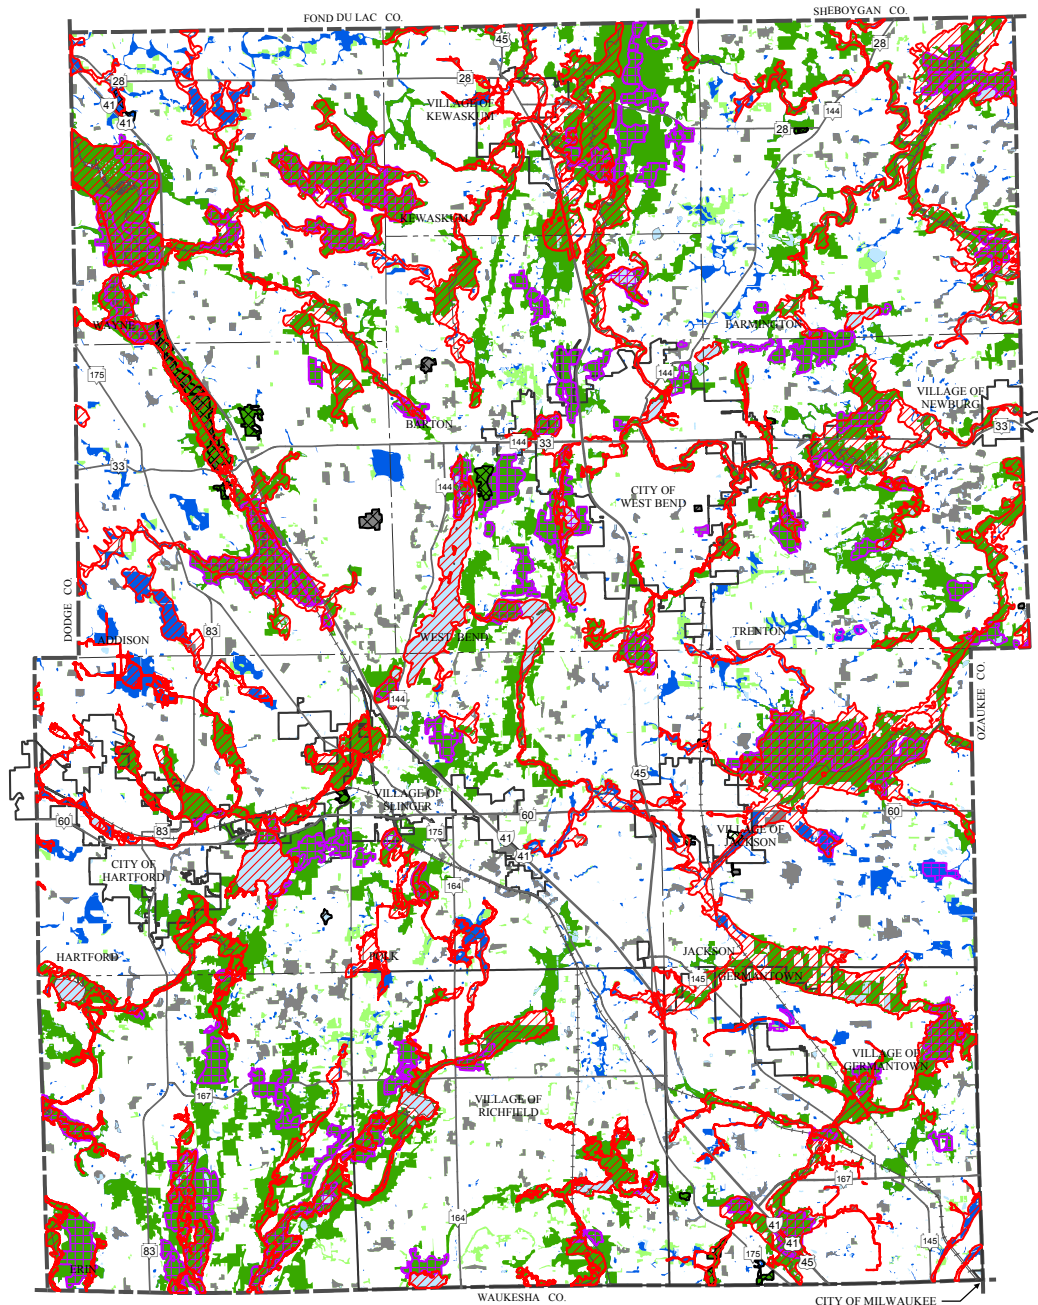 FOND DU LAC CO.
SHEBOYGAN CO.
45
28
28
28
41
41
VILLAGE OF
KEWASKUM
144
28
KEWASKUM
WAYNE
FARMINGTON
175
144
VILLAGE OF
NEWBURG
BARTON
33
144
33
33
144
CITY OF
WEST BEND
DODGE CO.
83
ADDISON
WEST BEND
TRENTON
OZAUKEE CO.
144
45
VILLAGE OF
SLINGER
60
83
175
60
60
41
41
VILLAGE OF
JACKSON
CITY OF
HARTFORD
164
HARTFORD
POLK
JACKSON
145
GERMANTOWN
VILLAGE OF
GERMANTOWN
167
VILLAGE OF
RICHFIELD
167
164
83
41
41
175
45
145
ERIN
WAUKESHA CO.
CITY OF MILWAUKEE